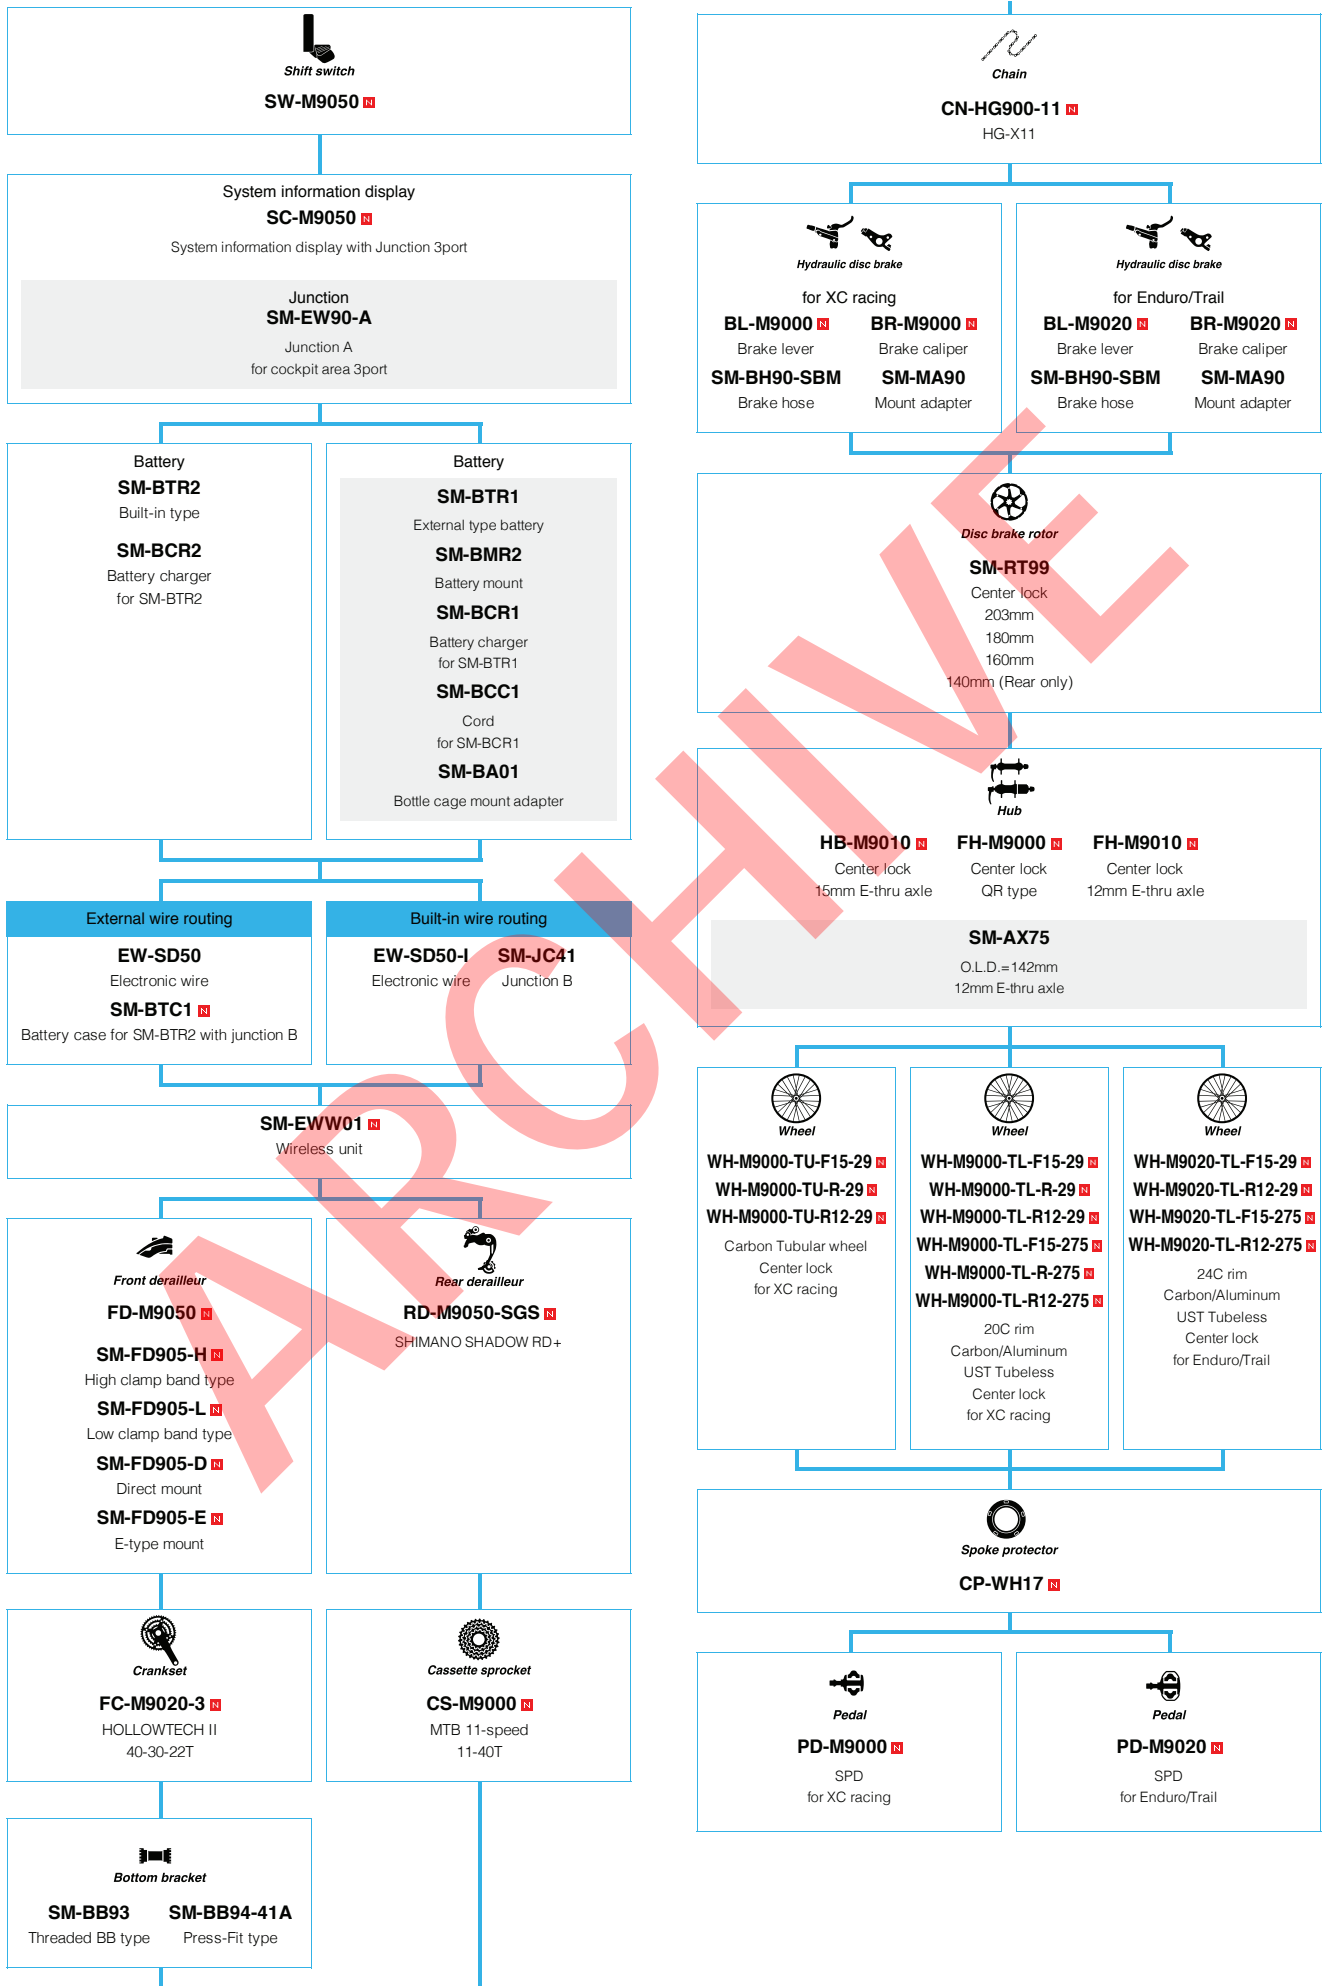 Shift switch
SW-M9050 N
System information display
SC-M9050 N
System information display with Junction 3port
Junction
SM-EW90-A
Junction A
for cockpit area 3port
Battery
SM-BTR2
Built-in type
SM-BCR2
Battery charger
for SM-BTR2
Battery
SM-BTR1
External type battery
SM-BMR2
Battery mount
SM-BCR1
Battery charger
for SM-BTR1
SM-BCC1
Cord
for SM-BCR1
SM-BA01
Bottle cage mount adapter
External wire routing
EW-SD50
Electronic wire
SM-BTC1 N
Battery case for SM-BTR2 with junction B
Built-in wire routing
EW-SD50-I SM-JC41
Electronic wire Junction B
SM-EWW01 N
Wireless unit
Front derailleur
FD-M9050 N
SM-FD905-H N
High clamp band type
SM-FD905-L N
Low clamp band type
SM-FD905-D N
Direct mount
SM-FD905-E N
E-type mount
Rear derailleur
RD-M9050-SGS N
SHIMANO SHADOW RD+
Crankset
FC-M9020-3 N
HOLLOWTECH II
40-30-22T
Cassette sprocket
CS-M9000 N
MTB 11-speed
11-40T
Bottom bracket
SM-BB93 SM-BB94-41A
Threaded BB type Press-Fit type
Chain
CN-HG900-11 N
HG-X11
Hydraulic disc brake
for XC racing
BL-M9000 N BR-M9000 N
Brake lever Brake caliper
SM-BH90-SBM SM-MA90
Brake hose Mount adapter
Hydraulic disc brake
for Enduro/Trail
BL-M9020 N BR-M9020 N
Brake lever Brake caliper
SM-BH90-SBM SM-MA90
Brake hose Mount adapter
Disc brake rotor
SM-RT99
Center lock
203mm
180mm
160mm
140mm (Rear only)
Hub
HB-M9010 N FH-M9000 N FH-M9010 N
Center lock Center lock Center lock
15mm E-thru axle QR type 12mm E-thru axle
SM-AX75
O.L.D.=142mm
12mm E-thru axle
Wheel
WH-M9000-TU-F15-29 N
WH-M9000-TU-R-29 N
WH-M9000-TU-R12-29 N
Carbon Tubular wheel
Center lock
for XC racing
Wheel
WH-M9000-TL-F15-29 N
WH-M9000-TL-R-29 N
WH-M9000-TL-R12-29 N
WH-M9000-TL-F15-275 N
WH-M9000-TL-R-275 N
WH-M9000-TL-R12-275 N
20C rim
Carbon/Aluminum
UST Tubeless
Center lock
for XC racing
Wheel
WH-M9020-TL-F15-29 N
WH-M9020-TL-R12-29 N
WH-M9020-TL-F15-275 N
WH-M9020-TL-R12-275 N
24C rim
Carbon/Aluminum
UST Tubeless
Center lock
for Enduro/Trail
Spoke protector
CP-WH17 N
Pedal
PD-M9000 N
SPD
for XC racing
Pedal
PD-M9020 N
SPD
for Enduro/Trail
ARCHIVE